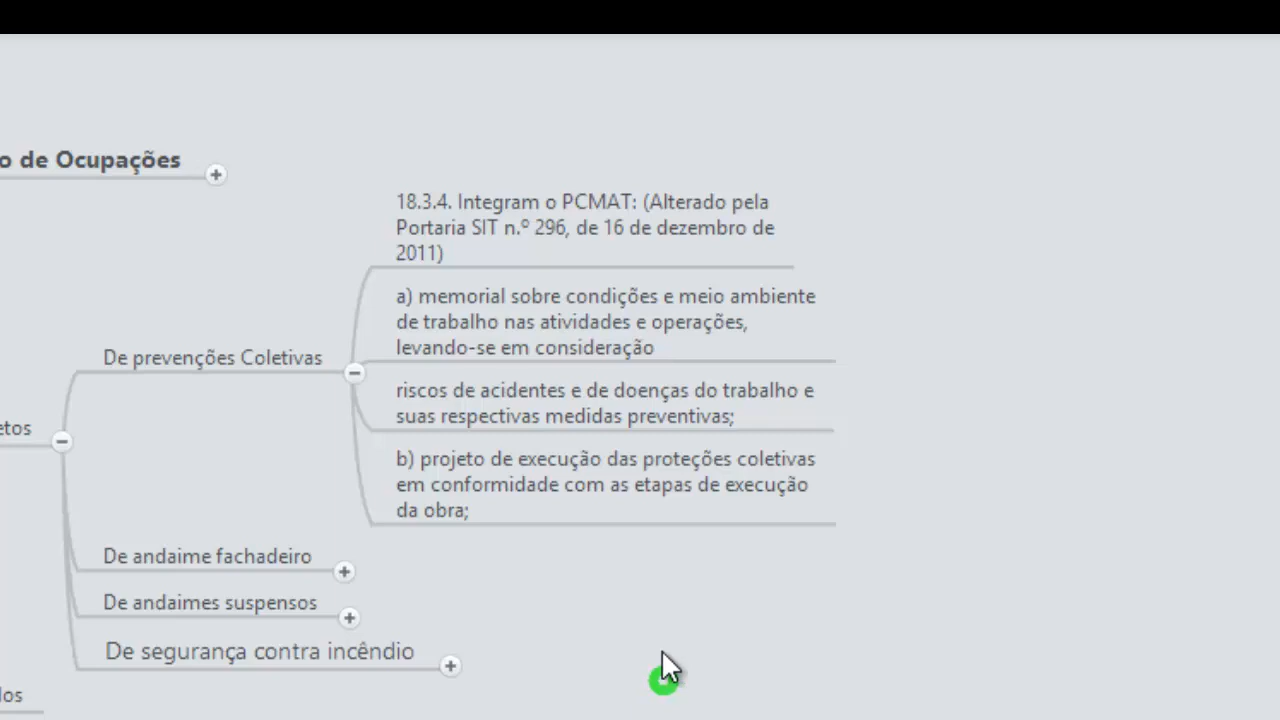 o de Ocupações
18.3.4. Integram o PCMAT: (Alterado pela
Portaria SIT n.º 296, de 16 de dezembro de
2011)
a) memorial sobre condições e meio ambiente
de trabalho nas atividades e operações,
levando-se em consideração
De prevenções Coletivas
riscos de acidentes e de doenças do trabalho e
suas respectivas medidas preventivas;
etos
b) projeto de execução das proteções coletivas
em conformidade com as etapas de execução
da obra;
De andaime fachadeiro
De andaimes suspensos
De segurança contra incêndio
los